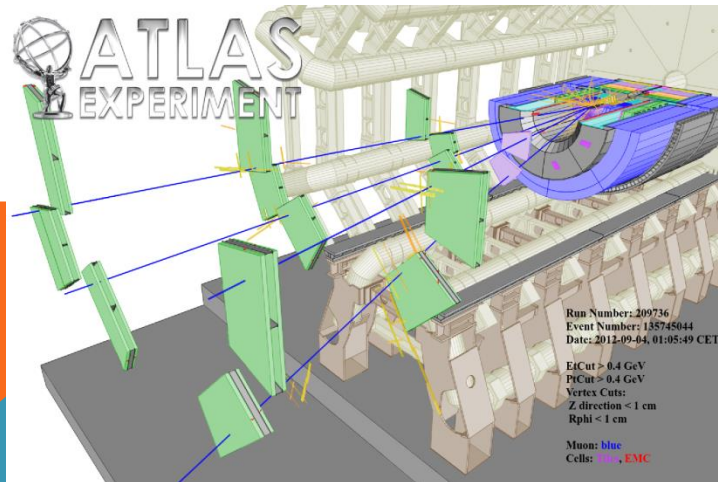 ATLAS
EXPERIMENT
Run Number: 209736
Event Number: 135745044
Date: 2012-09-04, 01:05:49 CET
EtCut > 0.4 GeV
PtCut > 0.4 GeV
Vertex Cuts:
Z direction < 1 cm
Rphi < 1 cm
Muon: blue
Cells: Tiles, EMC